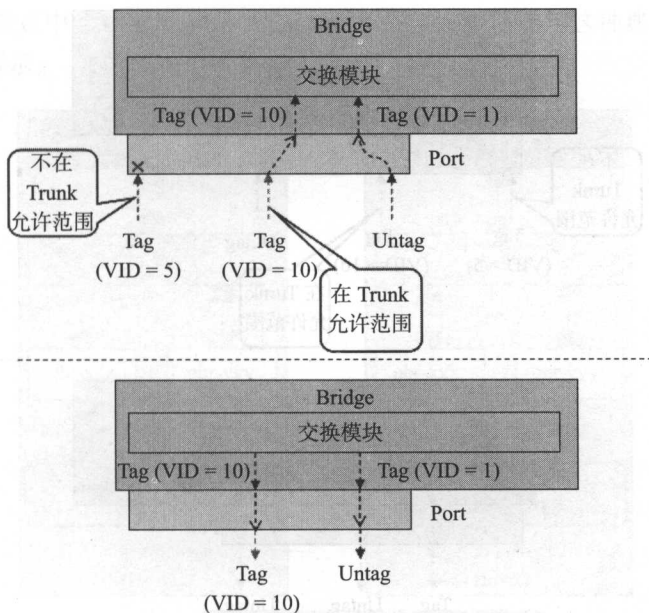 Bridge
交换模块
Tag (VID = 10)
Tag (VID = 1)
Port
不在
Trunk
允许范围
Tag
(VID = 5)
Tag
(VID = 10)
Untag
在 Trunk
允许范围
Bridge
交换模块
Tag (VID = 10)
Tag (VID = 1)
Port
Tag
(VID = 10)
Untag